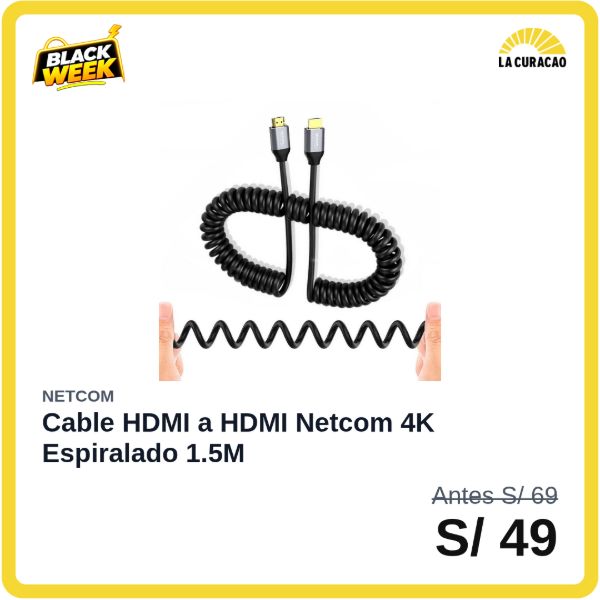 BLACK
WEEK
LA CURACAO
NETCOM
Cable HDMI a HDMI Netcom 4K
Espiralado 1.5M
Antes S/ 69
S/ 49